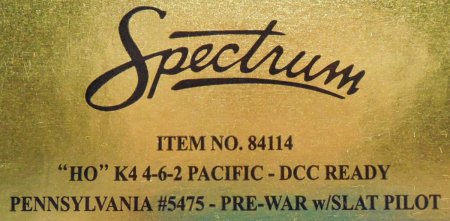 Spectrum
ITEM NO. 84114
“HO” K4 4-6-2 PACIFIC - DCC READY
PENNSYLVANIA #5475 - PRE-WAR w/SLAT PILOT